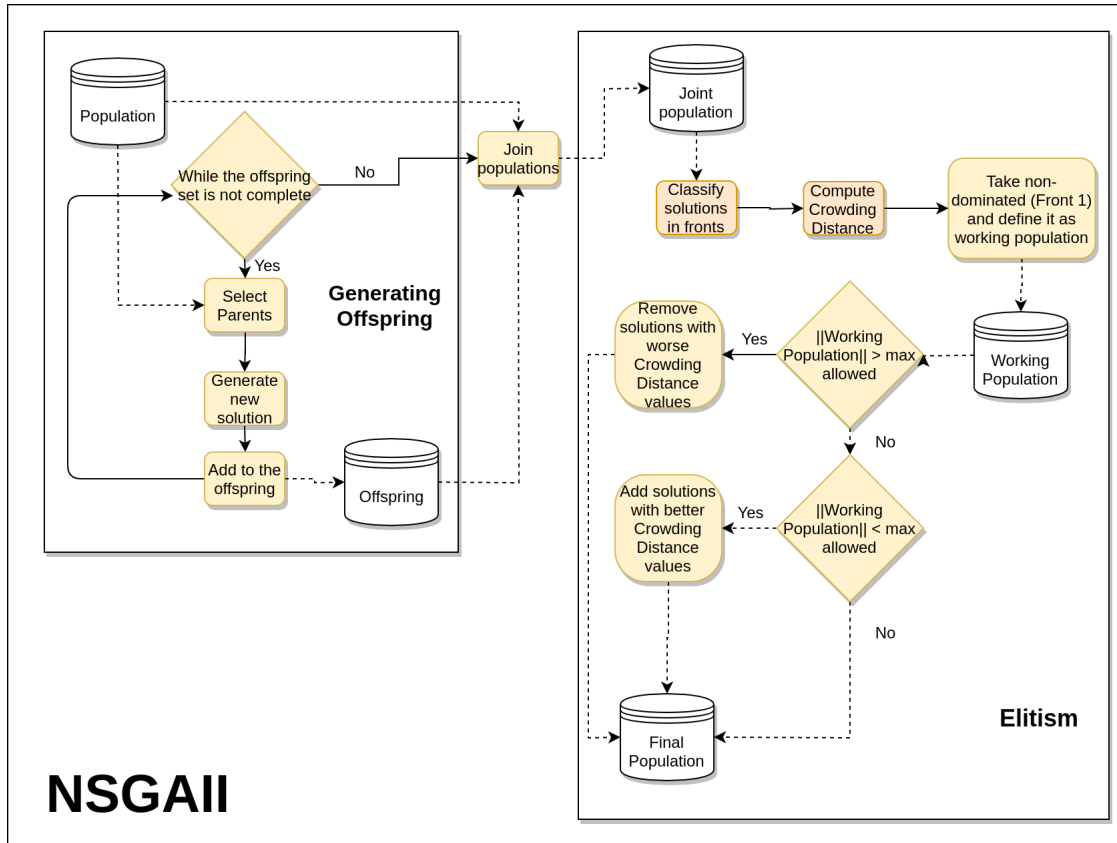 Population
While the offspring
set is not complete
No
Yes
Select
Parents
Generating
Offspring
Generate
new
solution
Add to the
offspring
Offspring
Join
populations
Joint
population
Classify
solutions
in fronts
Compute
Crowding
Distance
Take non-
dominated (Front 1)
and define it as
working population
Remove
solutions with
worse
Crowding
Distance
values
Yes
||Working
Population|| > max
allowed
Working
Population
No
Add solutions
with better
Crowding
Distance
values
Yes
||Working
Population|| < max
allowed
No
Final
Population
Elitism
NSGAII